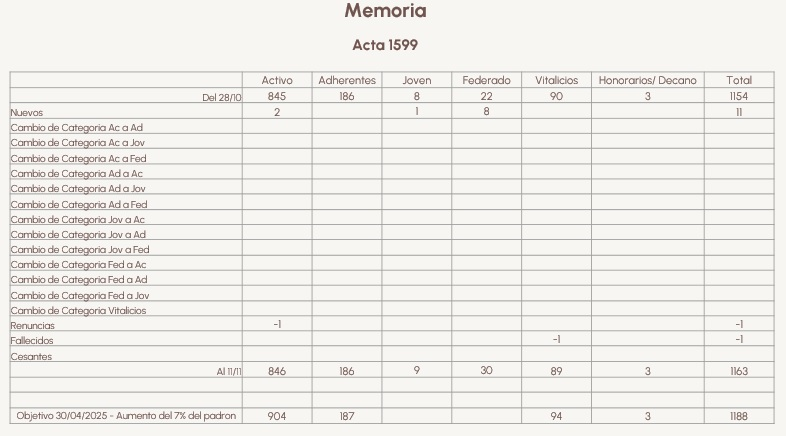 Memoria
Acta 1599
Activo Adherentes Joven Federado Vitalicios Honorarios/ Decano Total
Del 28/10 845 186 8 22 90 3 1154
Nuevos 2 1 8 11
Cambio de Categoria Ac a Ad
Cambio de Categoria Ac a Jov
Cambio de Categoria Ac a Fed
Cambio de Categoria Ad a Ac
Cambio de Categoria Ad a Jov
Cambio de Categoria Ad a Fed
Cambio de Categoria Jov a Ac
Cambio de Categoria Jov a Ad
Cambio de Categoria Jov a Fed
Cambio de Categoria Fed a Ac
Cambio de Categoria Fed a Ad
Cambio de Categoria Fed a Jov
Cambio de Categoria Vitalicios
Renuncias -1 -1
Fallecidos -1 -1
Cesantes
Al 11/11 846 186 9 30 89 3 1163
Objetivo 30/04/2025 - Aumento del 7% del padron 904 187 94 3 1188